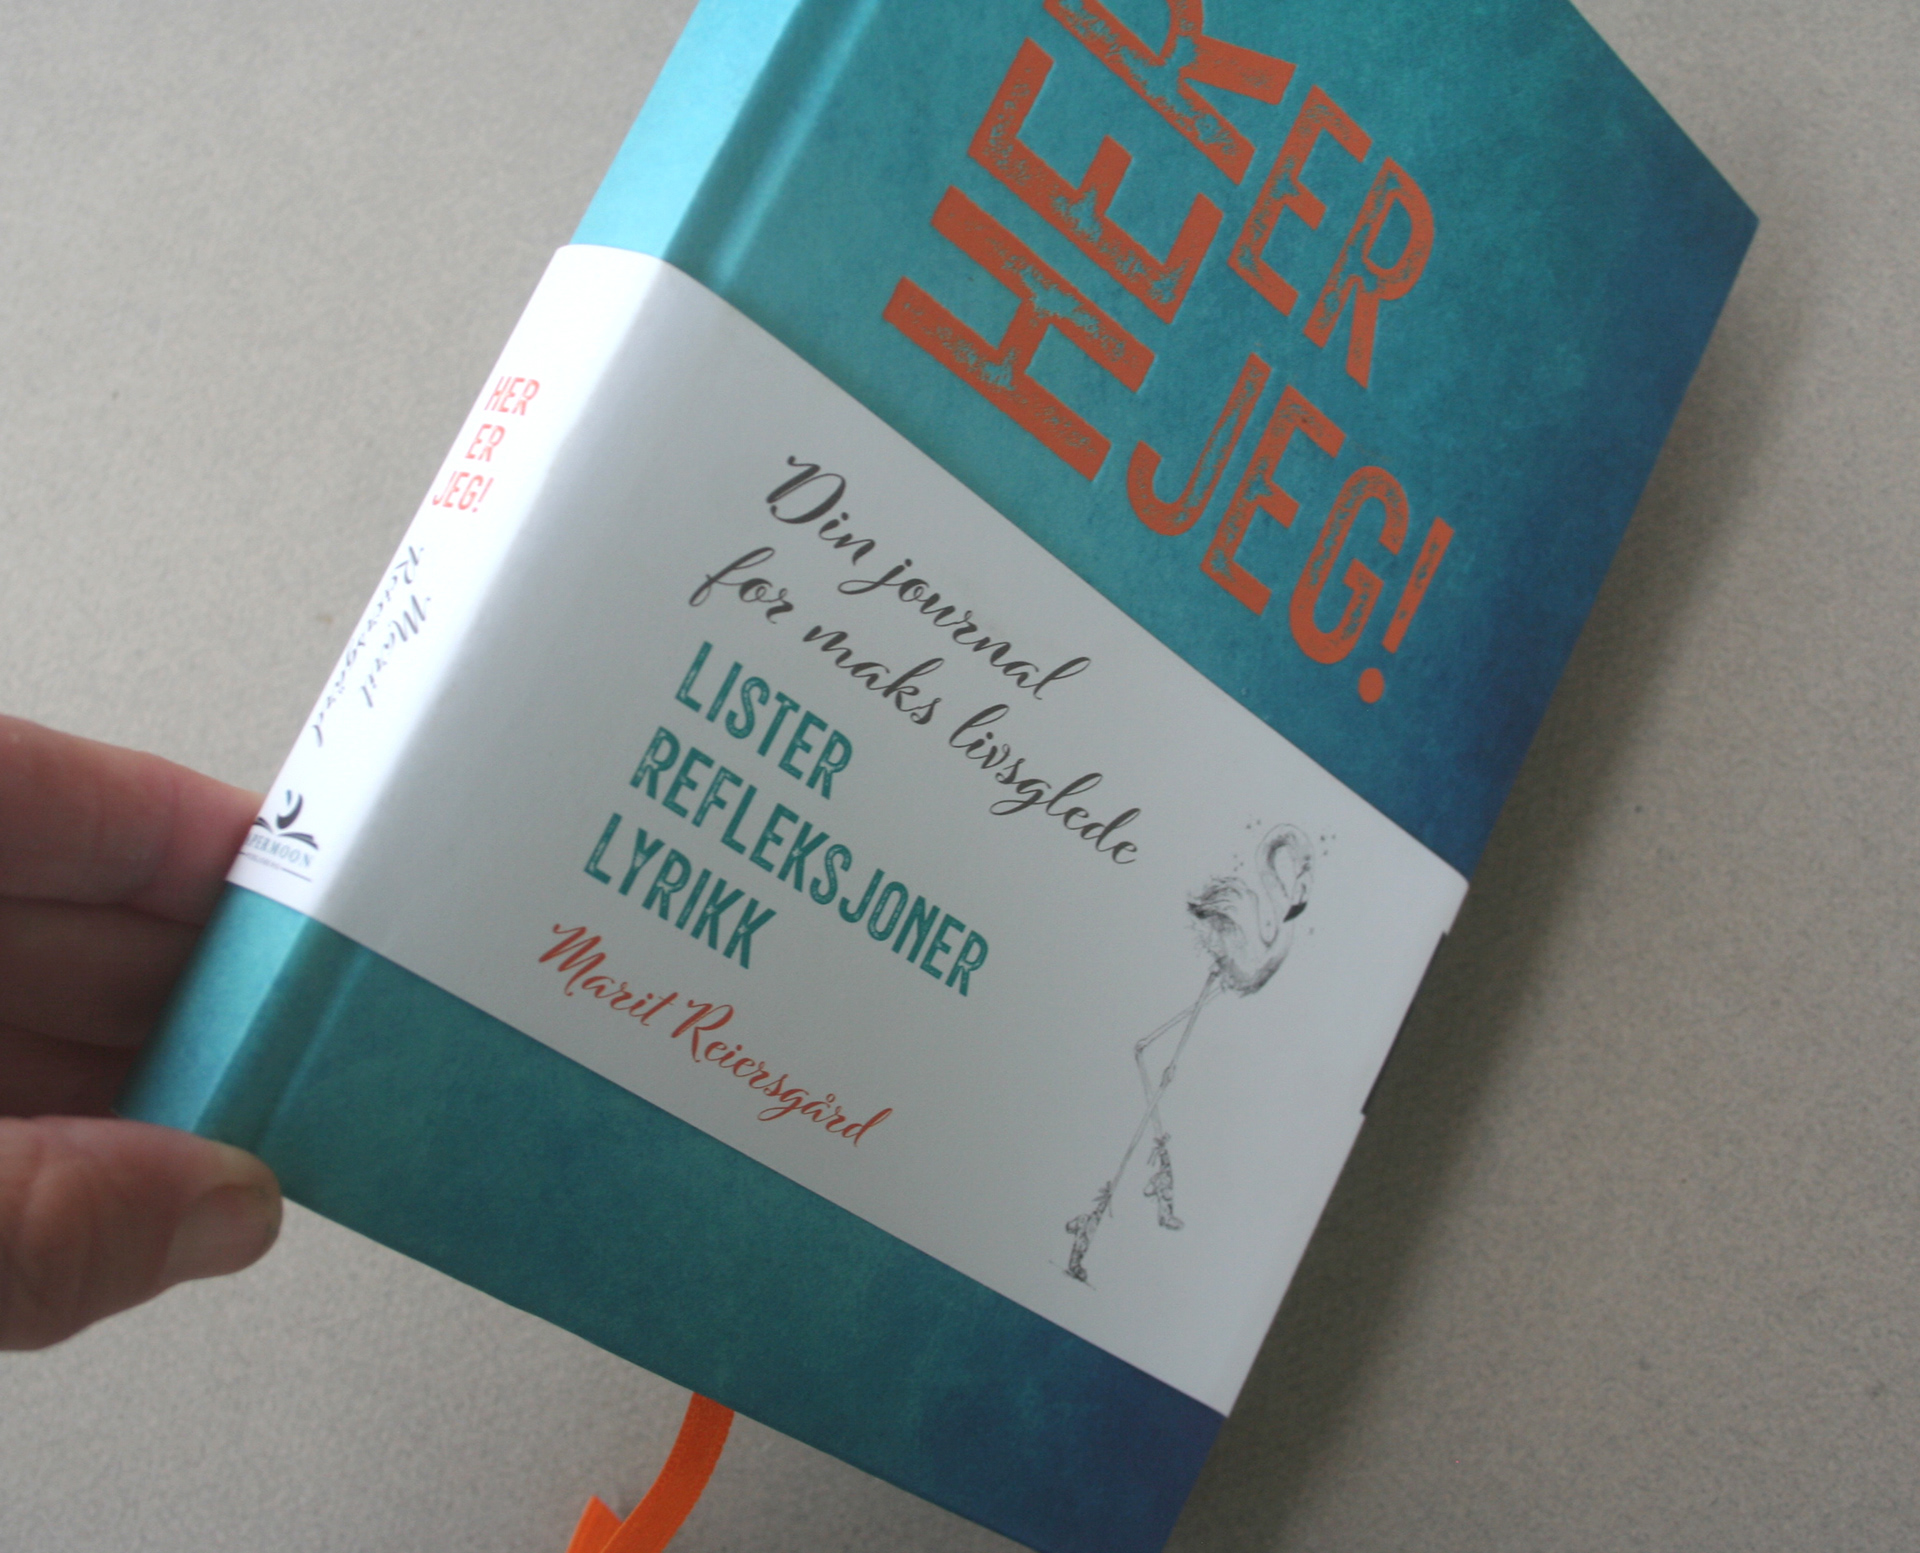 HER
ER
JEG!
Din journal
for maks livsglede
LISTER
REFLEKSJONER
LYRIKK
Marit Reiersgård
HER
ER
JEG!
Marit
Reiersgård